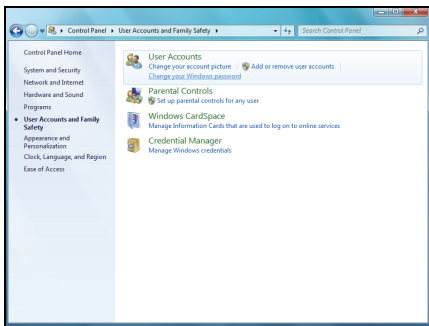 Control Panel ▸ User Accounts and Family Safety ▸
Search Control Panel
Control Panel Home
System and Security
Network and Internet
Hardware and Sound
Programs
User Accounts and Family
Safety
Appearance and
Personalization
Clock, Language, and Region
Ease of Access
User Accounts
Change your account picture
Add or remove user accounts
Change your Windows password
Parental Controls
Set up parental controls for any user
Windows CardSpace
Manage Information Cards that are used to log on to online services
Credential Manager
Manage Windows credentials